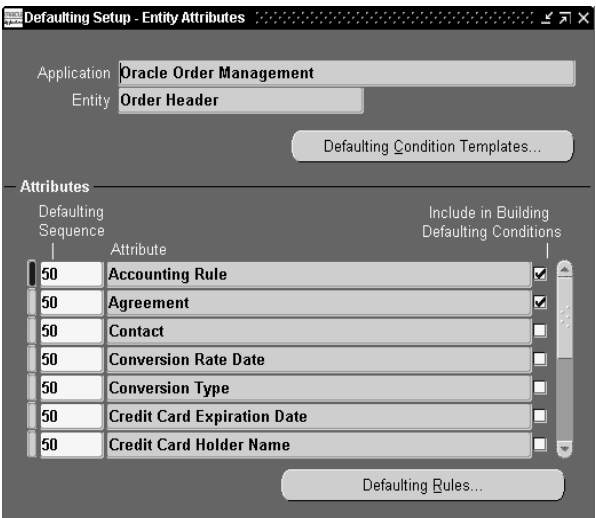 Defaulting Setup - Entity Attributes
Application Oracle Order Management
Entity Order Header
Defaulting Condition Templates...
Attributes
Defaulting Include in Building
Sequence Defaulting Conditions
Attribute
50 Accounting Rule
50 Agreement
50 Contact
50 Conversion Rate Date
50 Conversion Type
50 Credit Card Expiration Date
50 Credit Card Holder Name
Defaulting Rules...